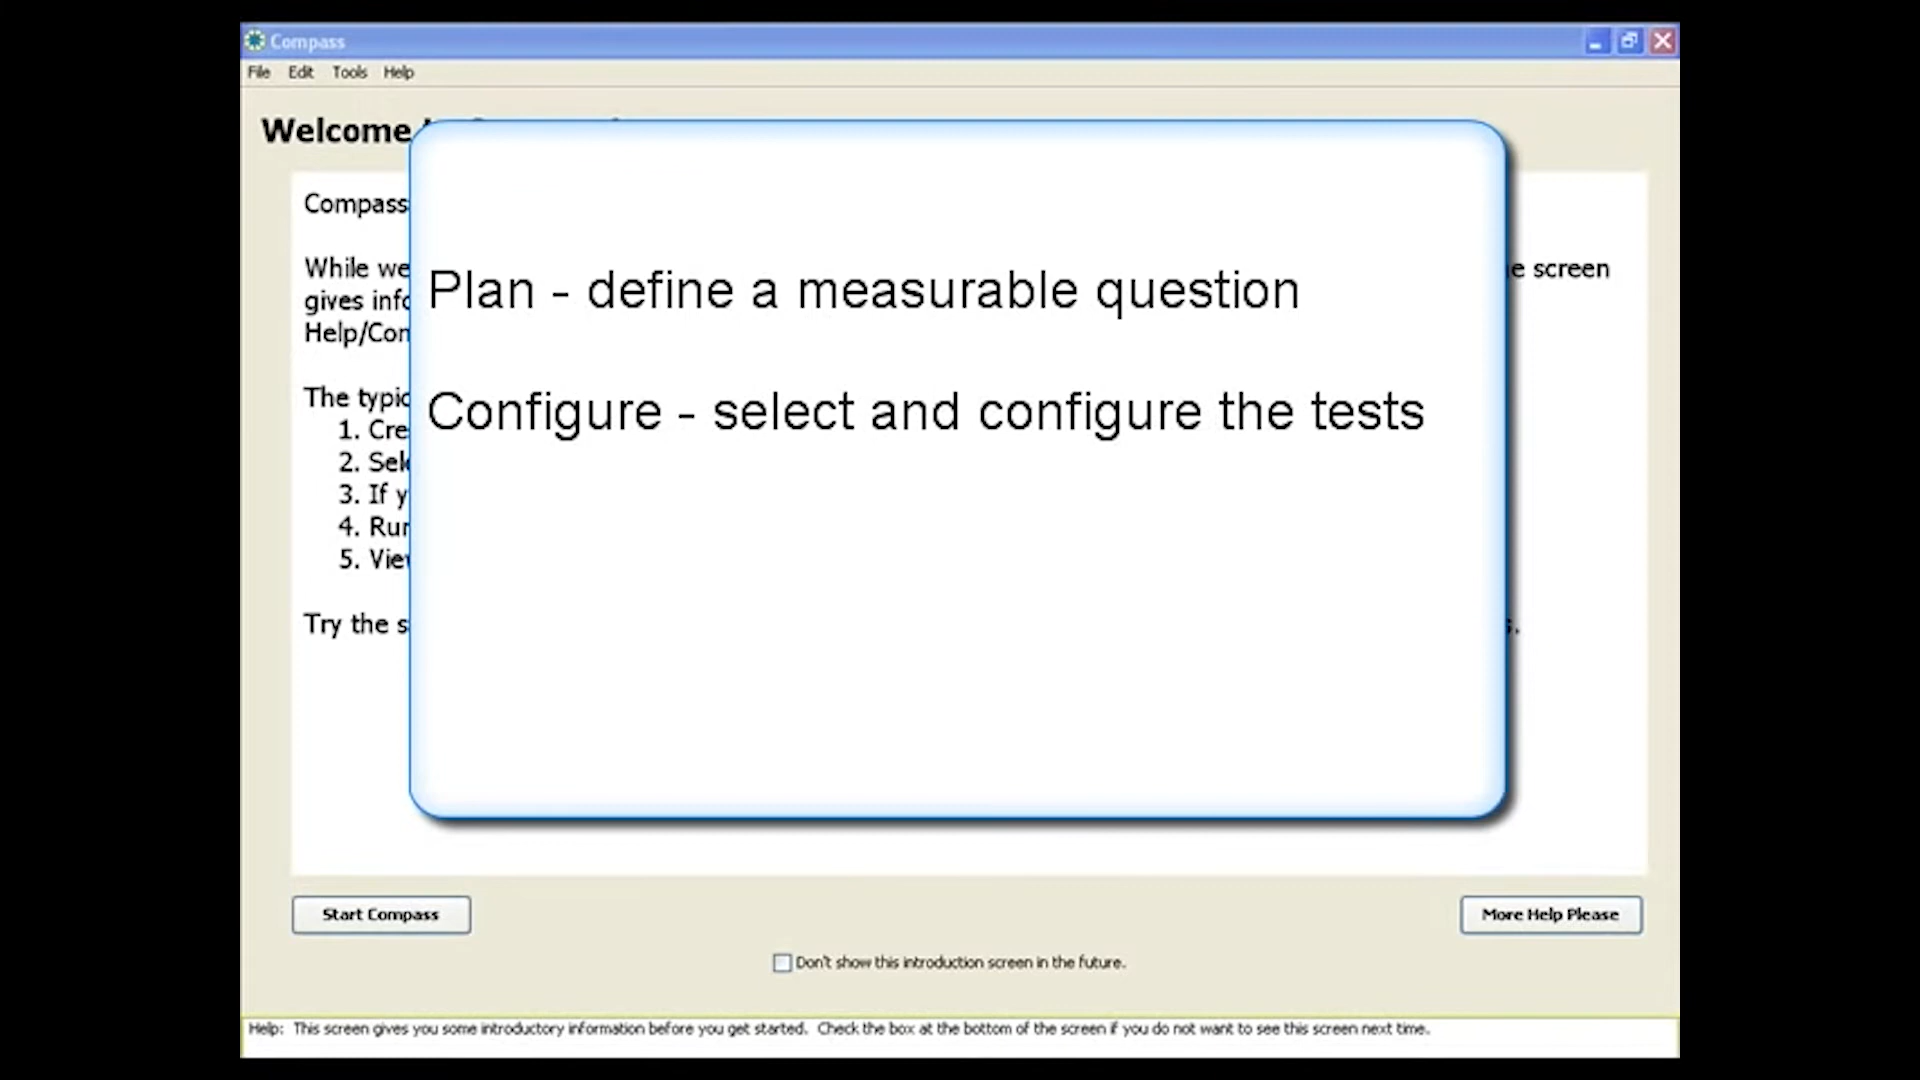 Compass
File Edit Tools Help
Welcome
Compass
While we
e screen
gives info
Help/Con
The typic
1. Cre
2. Sele
3. If y
4. Run
5. View
Try the s
s.
Plan - define a measurable question
Configure - select and configure the tests
Start Compass
More Help Please
Don't show this introduction screen in the future.
Help: This screen gives you some introductory information before you get started. Check the box at the bottom of the screen if you do not want to see this screen next time.